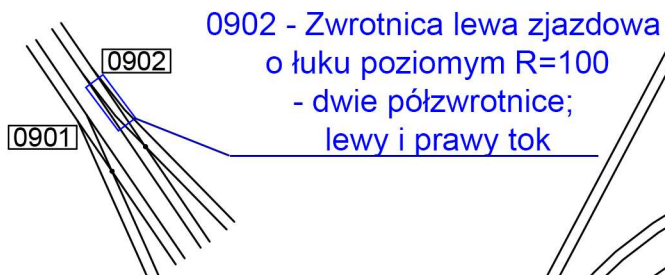 0902 - Zwrotnica lewa zjazdowa
o łuku poziomym R=100
- dwie półzwrotnice;
lewy i prawy tok
0902
0901